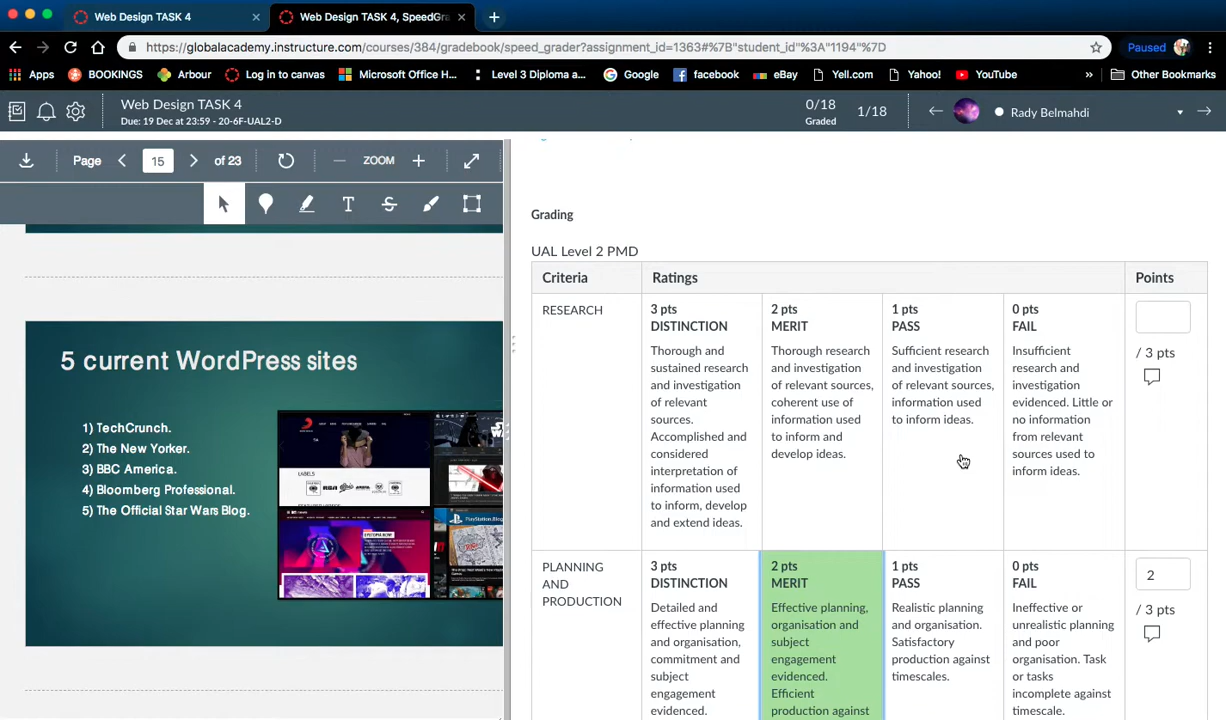 Web Design TASK 4
Web Design TASK 4, SpeedGra
https://globalacademy.instructure.com/courses/384/gradebook/speed_grader?assignment_id=1363#%7B"student_id"%3A"1194"%7D
Paused
Apps
BOOKINGS
Arbour
Log in to canvas
Microsoft Office H...
Level 3 Diploma a...
Google
facebook
eBay
Yell.com
Yahoo!
YouTube
»
Other Bookmarks
Web Design TASK 4
Due: 19 Dec at 23:59 - 20-6F-UAL2-D
0/18
Graded
1/18
Rady Belmahdi
Page
15
of 23
ZOOM
5 current WordPress sites
1) TechCrunch.
2) The New Yorker.
3) BBC America.
4) Bloomberg Professional.
5) The Official Star Wars Blog.
LABELS
Grading
UAL Level 2 PMD
Criteria
Ratings
Points
RESEARCH
3 pts
DISTINCTION
Thorough and
sustained research
and investigation
of relevant
sources.
Accomplished and
considered
interpretation of
information used
to inform, develop
and extend ideas.
2 pts
MERIT
Thorough research
and investigation
of relevant sources,
coherent use of
information used
to inform and
develop ideas.
1 pts
PASS
Sufficient research
and investigation
of relevant sources,
information used
to inform ideas.
0 pts
FAIL
Insufficient
research and
investigation
evidenced. Little or
no information
from relevant
sources used to
inform ideas.
/ 3 pts
PLANNING
AND
PRODUCTION
3 pts
DISTINCTION
Detailed and
effective planning
and organisation,
commitment and
subject
engagement
evidenced.
2 pts
MERIT
Effective planning,
organisation and
subject
engagement
evidenced.
Efficient
production against
1 pts
PASS
Realistic planning
and organisation.
Satisfactory
production against
timescales.
0 pts
FAIL
Ineffective or
unrealistic planning
and poor
organisation. Task
or tasks
incomplete against
timescale.
2
/ 3 pts